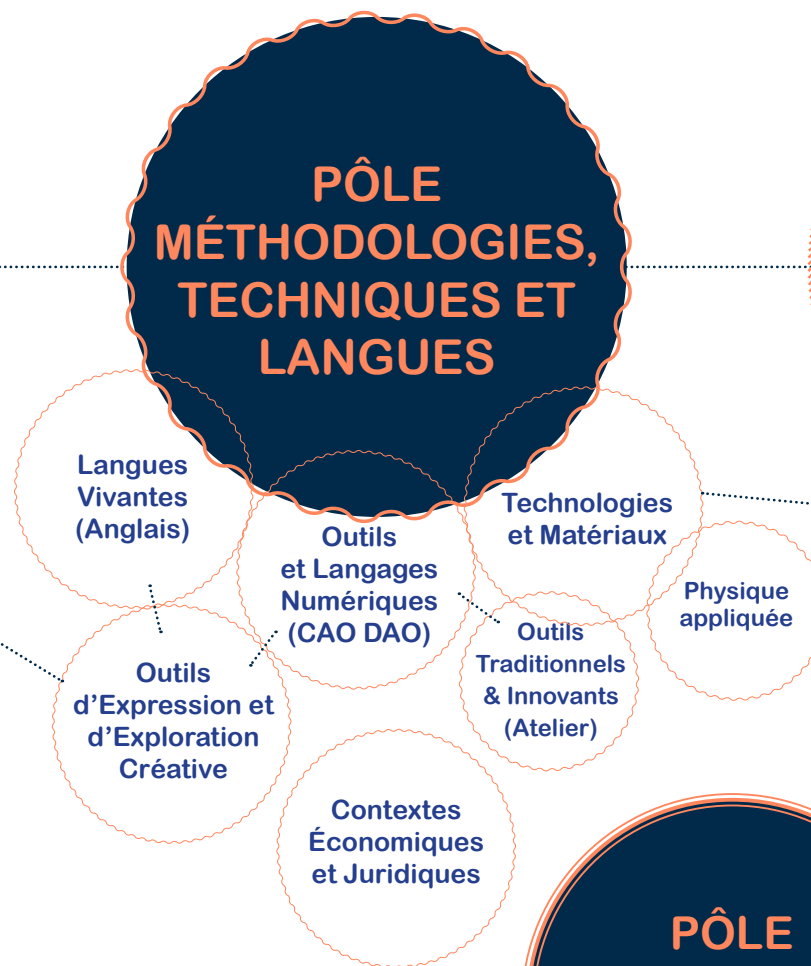 PÔLE
MÉTHODOLOGIES,
TECHNIQUES ET
LANGUES
Langues
Vivantes
(Anglais)
Outils
et Langages
Numériques
(CAO DAO)
Technologies
et Matériaux
Physique
appliquée
Outils
Traditionnels
& Innovants
(Atelier)
Outils
d’Expression et
d’Exploration
Créative
Contextes
Économiques
et Juridiques
PÔLE